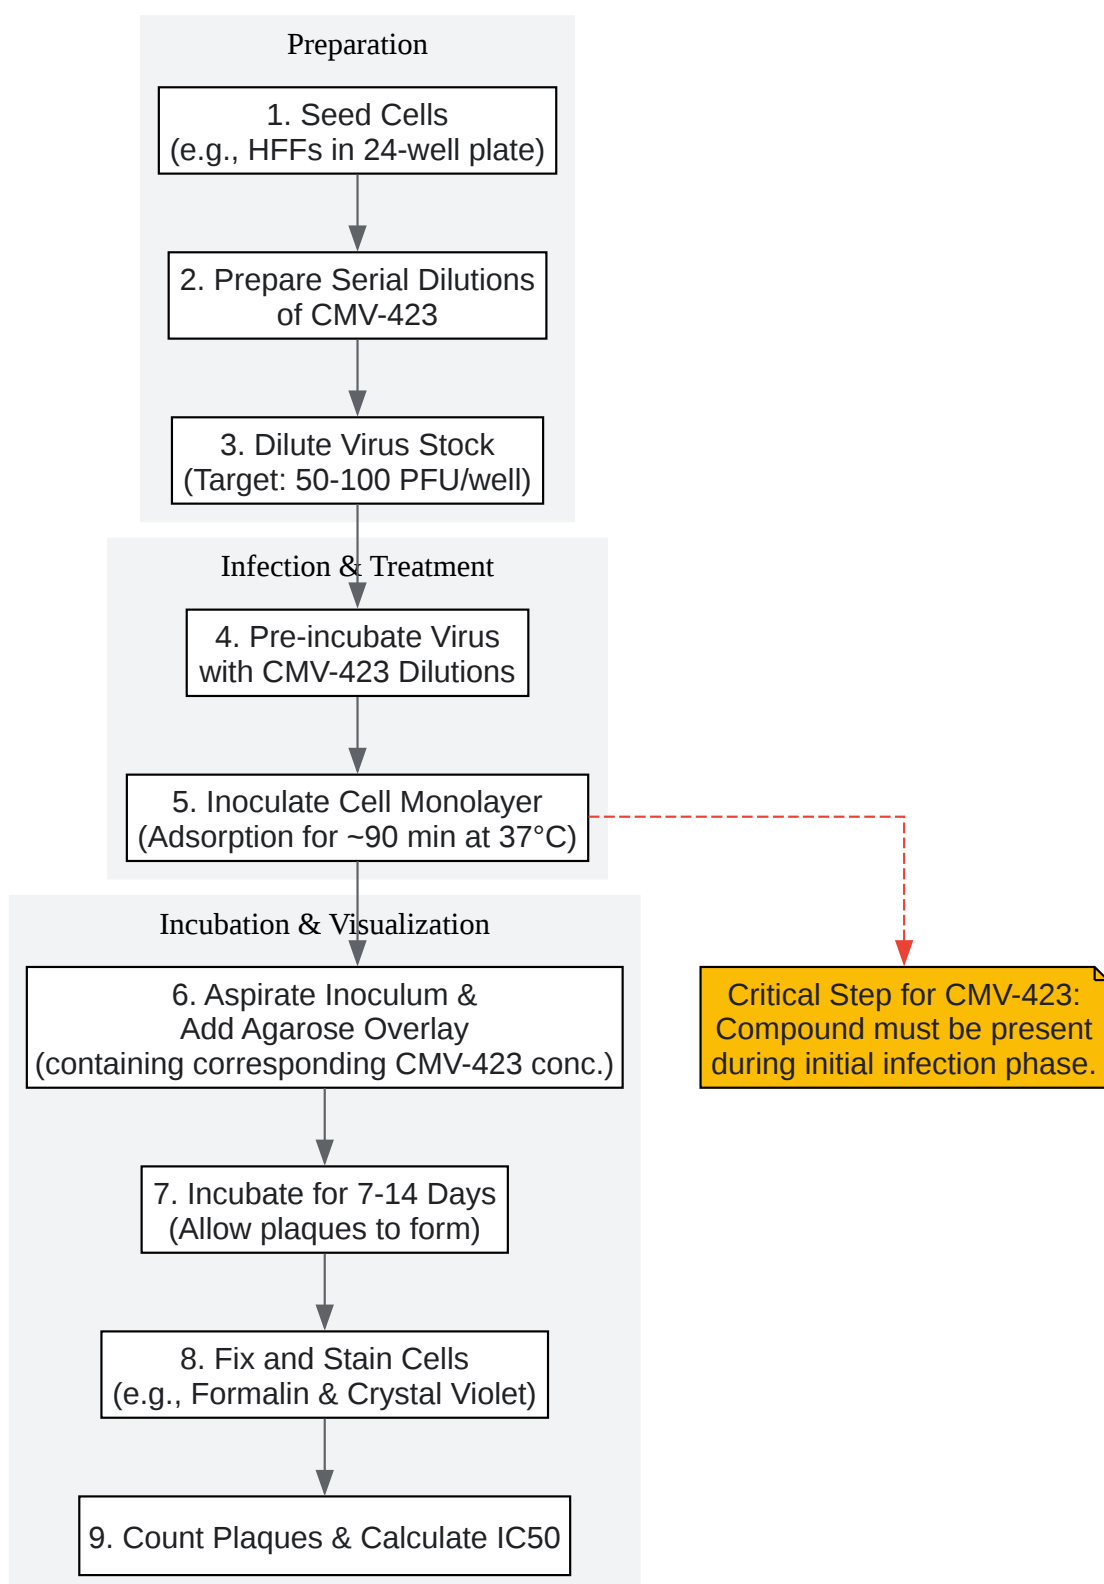 Preparation
1. Seed Cells
(e.g., HFFs in 24-well plate)
2. Prepare Serial Dilutions
of CMV-423
3. Dilute Virus Stock
(Target: 50-100 PFU/well)
Infection & Treatment
4. Pre-incubate Virus
with CMV-423 Dilutions
5. Inoculate Cell Monolayer
(Adsorption for ~90 min at 37°C)
Incubation & Visualization
6. Aspirate Inoculum &
Add Agarose Overlay
(containing corresponding CMV-423 conc.)
Critical Step for CMV-423:
Compound must be present
during initial infection phase.
7. Incubate for 7-14 Days
(Allow plaques to form)
8. Fix and Stain Cells
(e.g., Formalin & Crystal Violet)
9. Count Plaques & Calculate IC50